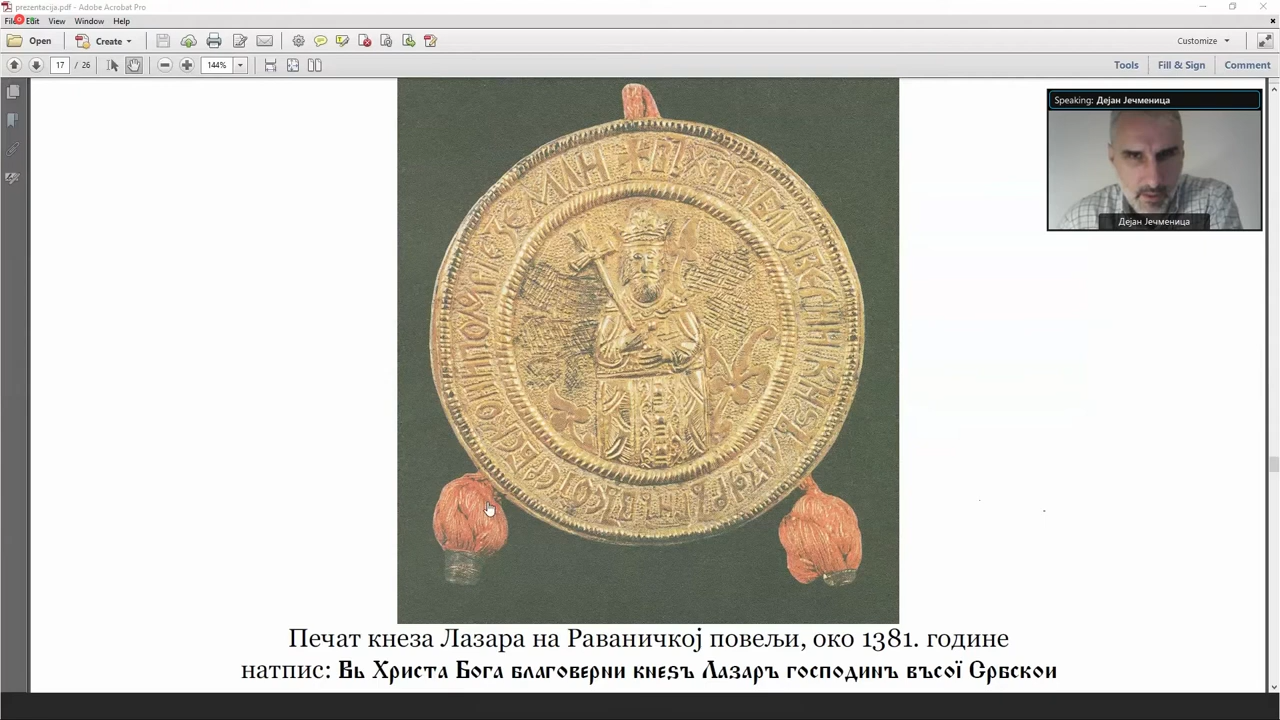 prezentacija.pdf - Adobe Acrobat Pro
File Edit View Window Help
Open Create Customize
17 / 26 144% Tools Fill & Sign Comment
Speaking: Дејан Јечменица
Дејан Јечменица
Печат кнеза Лазара на Раваничкој повељи, око 1381. године
натпис: Вь Христа Бога благоверни кнезъ Лазаръ господинъ въсої Србскои